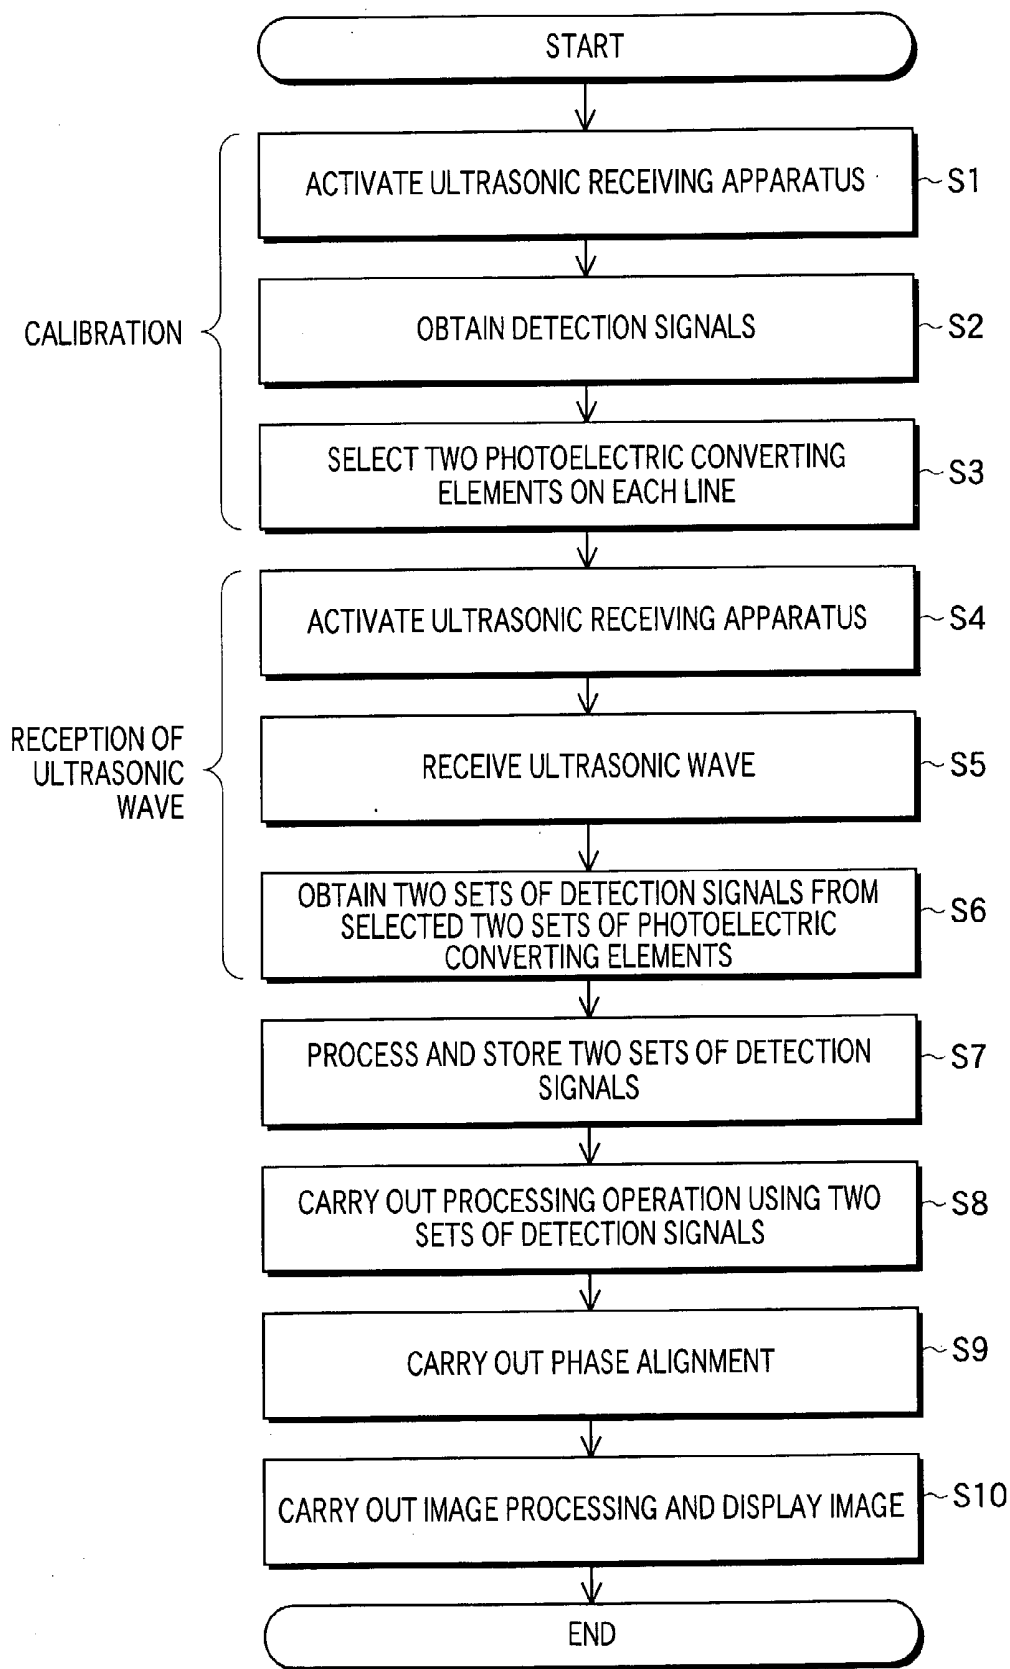 START
ACTIVATE ULTRASONIC RECEIVING APPARATUS
S1
OBTAIN DETECTION SIGNALS
S2
CALIBRATION
SELECT TWO PHOTOELECTRIC CONVERTING
ELEMENTS ON EACH LINE
S3
ACTIVATE ULTRASONIC RECEIVING APPARATUS
S4
RECEPTION OF
ULTRASONIC
WAVE
RECEIVE ULTRASONIC WAVE
S5
OBTAIN TWO SETS OF DETECTION SIGNALS FROM
SELECTED TWO SETS OF PHOTOELECTRIC
CONVERTING ELEMENTS
S6
PROCESS AND STORE TWO SETS OF DETECTION
SIGNALS
S7
CARRY OUT PROCESSING OPERATION USING TWO
SETS OF DETECTION SIGNALS
S8
CARRY OUT PHASE ALIGNMENT
S9
CARRY OUT IMAGE PROCESSING AND DISPLAY IMAGE
S10
END